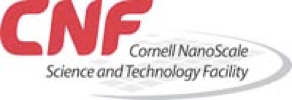 CNF
Cornell NanoScale
Science and Technology Facility